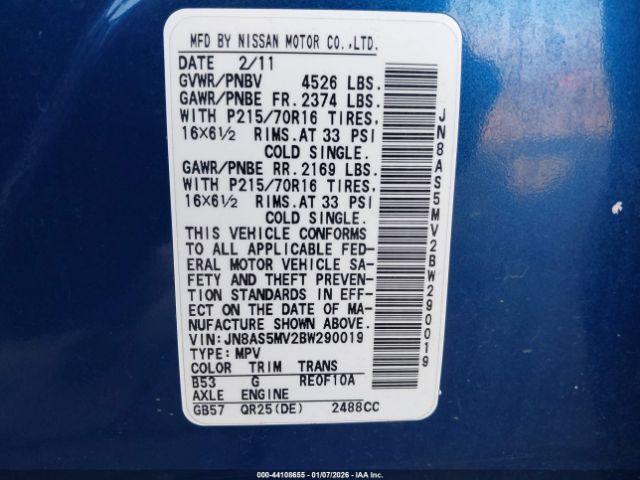 MFD BY NISSAN MOTOR CO.,LTD.
DATE 2/11
GVWR/PNBV 4526 LBS.
GAWR/PNBE FR. 2374 LBS.
WITH P215/70R16 TIRES,
16X6½ RIMS.AT 33 PSI
COLD SINGLE.
GAWR/PNBE RR. 2169 LBS.
WITH P215/70R16 TIRES,
16X6½ RIMS.AT 33 PSI
COLD SINGLE.
THIS VEHICLE CONFORMS
TO ALL APPLICABLE FED-
ERAL MOTOR VEHICLE SA-
FETY AND THEFT PREVEN-
TION STANDARDS IN EFF-
ECT ON THE DATE OF MA-
NUFACTURE SHOWN ABOVE.
VIN:JN8AS5MV2BW290019
TYPE:MPV
COLOR TRIM TRANS
B53 G RE0F10A
AXLE ENGINE
GB57 QR25(DE) 2488CC
JN8AS5MV2BW290019
000-44108655 - 01/07/2026 - IAA Inc.